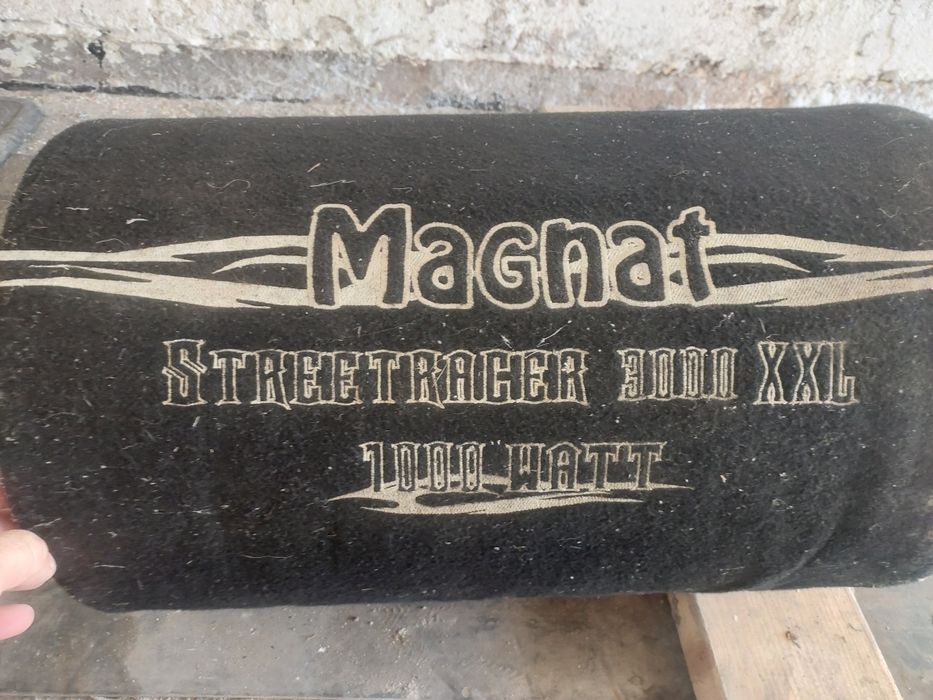 Magnat
STREETRACER 3000 XXL
1000 WATT